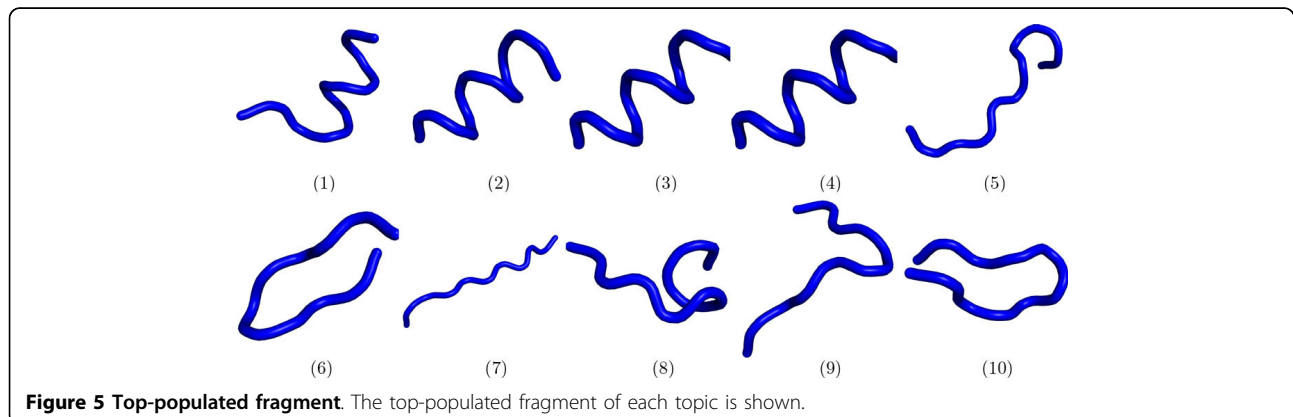 (1) (2) (3) (4) (5)
(6) (7) (8) (9) (10)
Figure 5 Top-populated fragment. The top-populated fragment of each topic is shown.